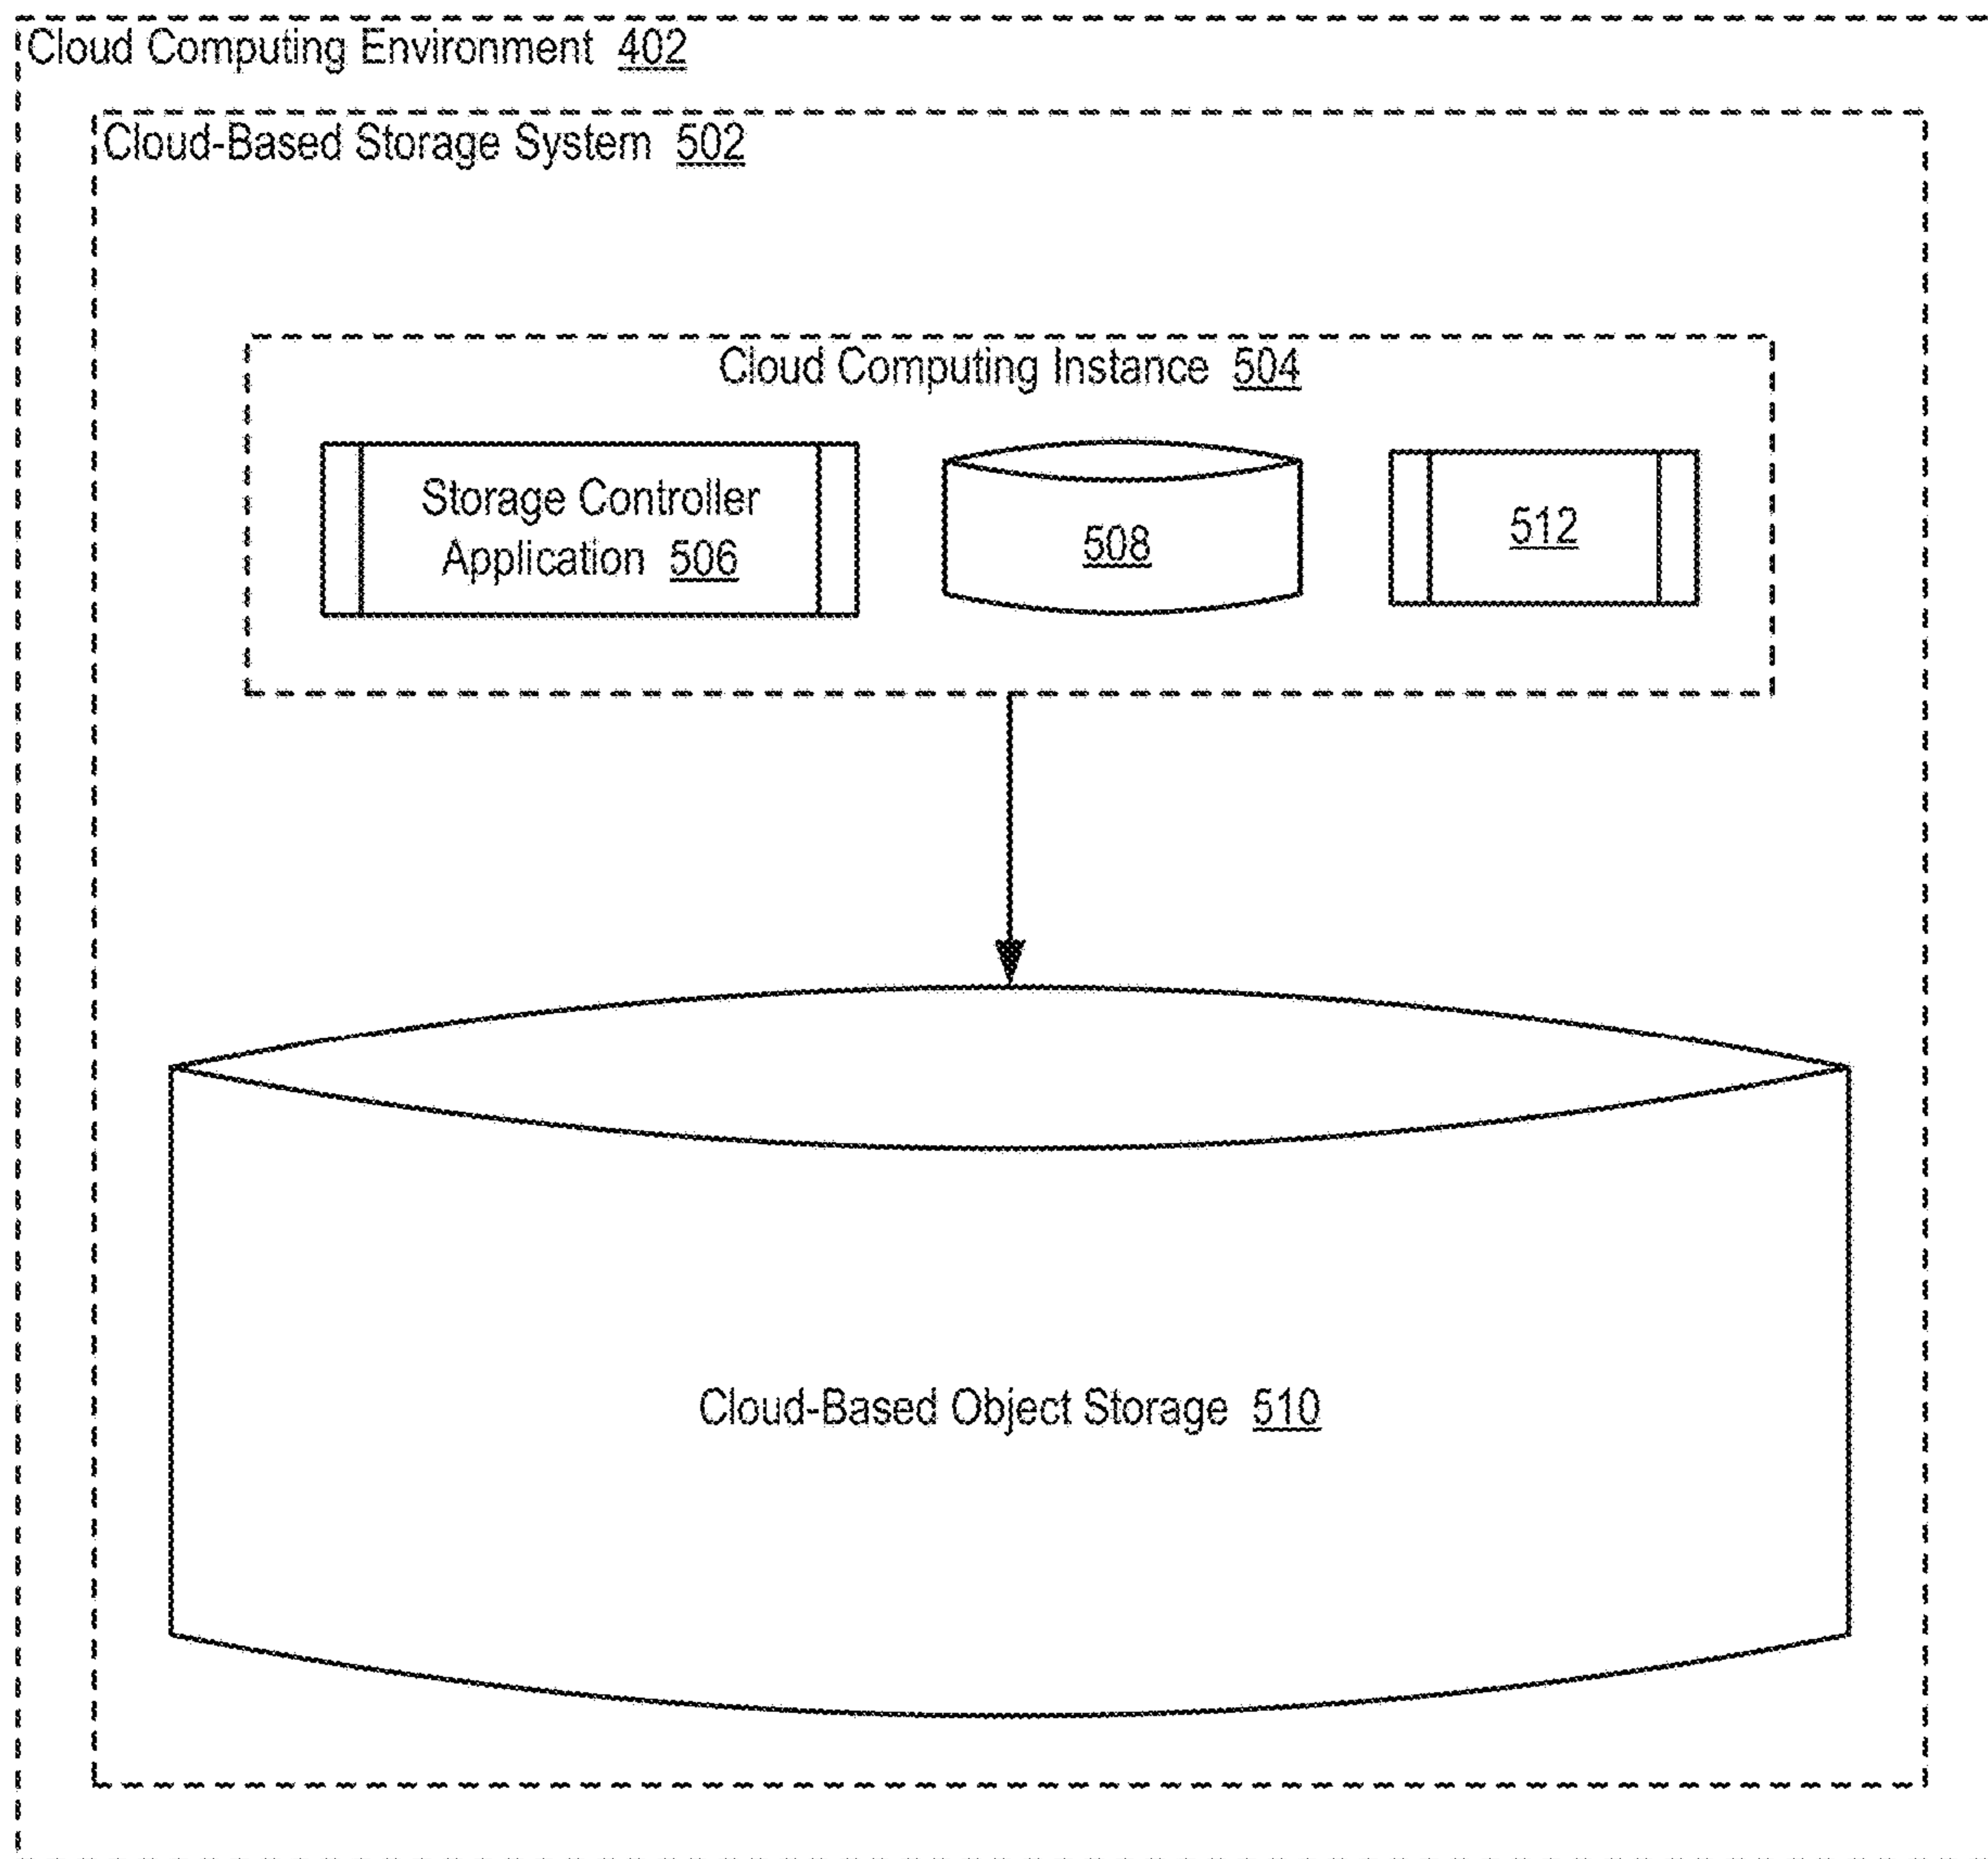 Cloud Computing Environment 402
Cloud-Based Storage System 502
Cloud Computing Instance 504
Storage Controller
Application 506
508
512
Cloud-Based Object Storage 510